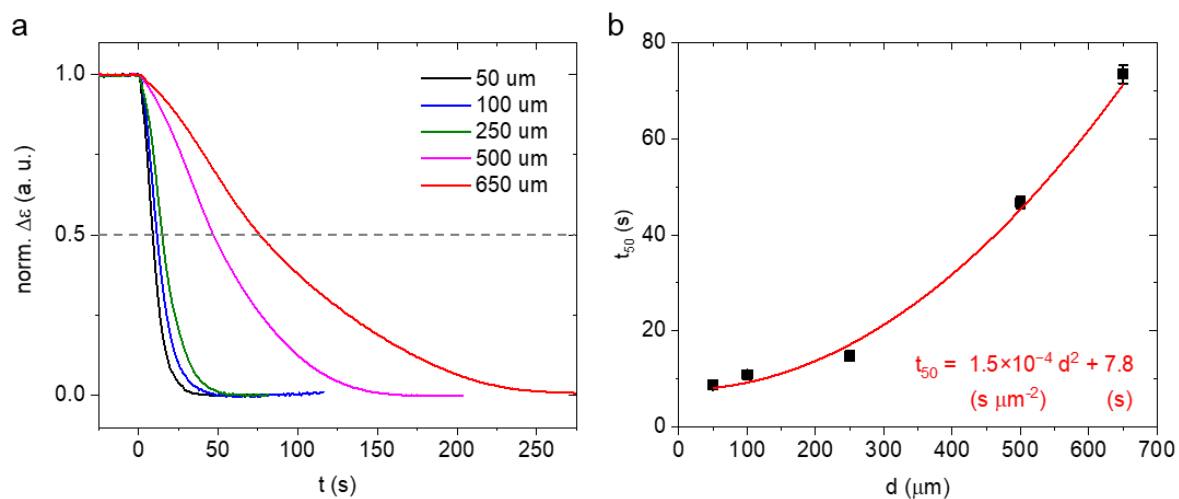 a
norm. Δε (a. u.)
1.0
0.5
0.0
50 um
100 um
250 um
500 um
650 um
0 50 100 150 200 250
t (s)
b
t50 (s)
80
60
40
20
0
t₅₀ = 1.5×10⁻⁴ d² + 7.8
(s μm⁻²) (s)
0 100 200 300 400 500 600 700
d (μm)